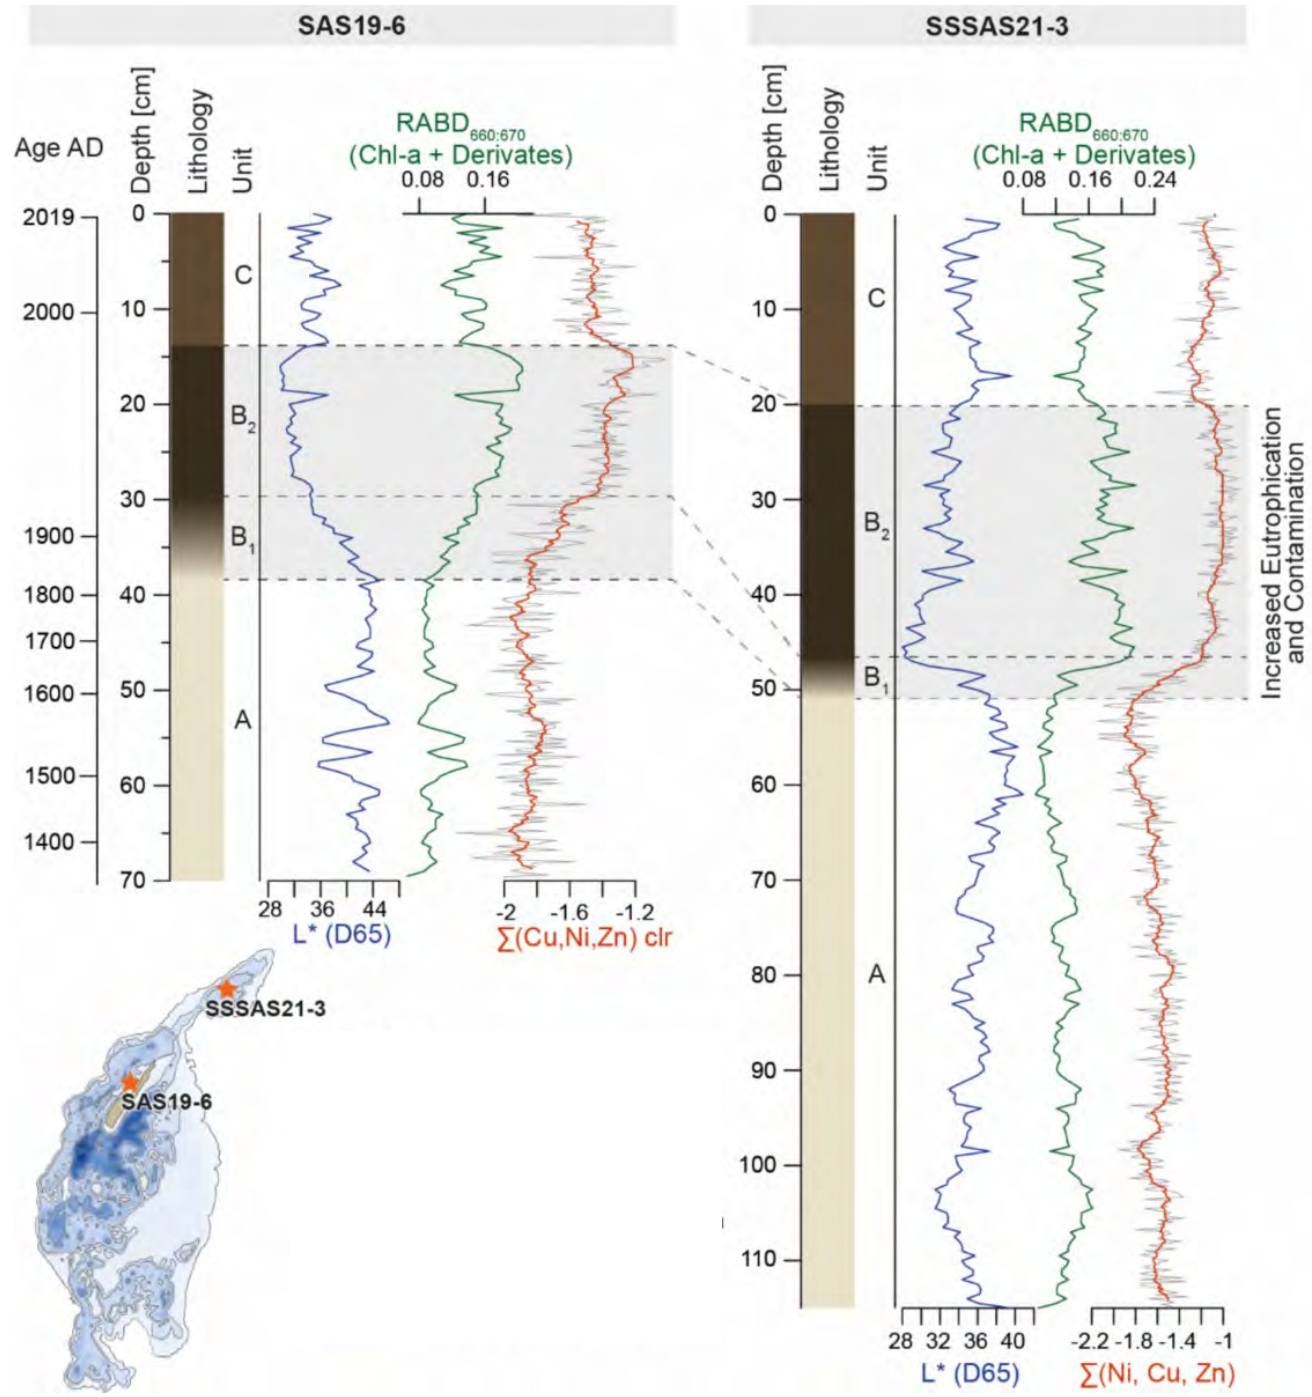 SAS19-6
SSSAS21-3
Age AD
Depth [cm]
Lithology
Unit
RABD660:670
(Chl-a + Derivates)
0.08 0.16
2019
2000
1900
1800
1700
1600
1500
1400
0
10
20
30
40
50
60
70
C
B2
B1
A
28 36 44
L* (D65)
-2 -1.6 -1.2
∑(Cu,Ni,Zn) clr
Depth [cm]
Lithology
Unit
RABD660:670
(Chl-a + Derivates)
0.08 0.16 0.24
0
10
20
30
40
50
60
70
80
90
100
110
C
B2
B1
A
Increased Eutrophication
and Contamination
28 32 36 40
L* (D65)
-2.2 -1.8 -1.4 -1
∑(Ni, Cu, Zn)
SSSAS21-3
SAS19-6